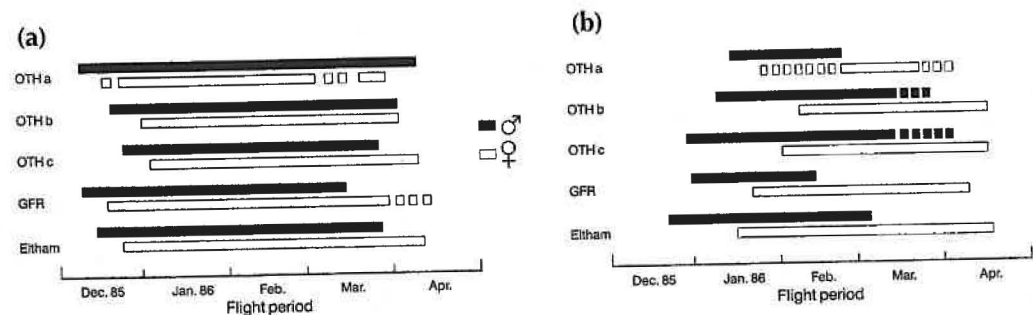 (a)
OTH a
OTH b
OTH c
GFR
Eltham
Dec. 85 Jan. 86 Feb. Mar. Apr.
Flight period
♂
♀
(b)
OTH a
OTH b
OTH c
GFR
Eltham
Dec. 85 Jan. 86 Feb. Mar. Apr.
Flight period